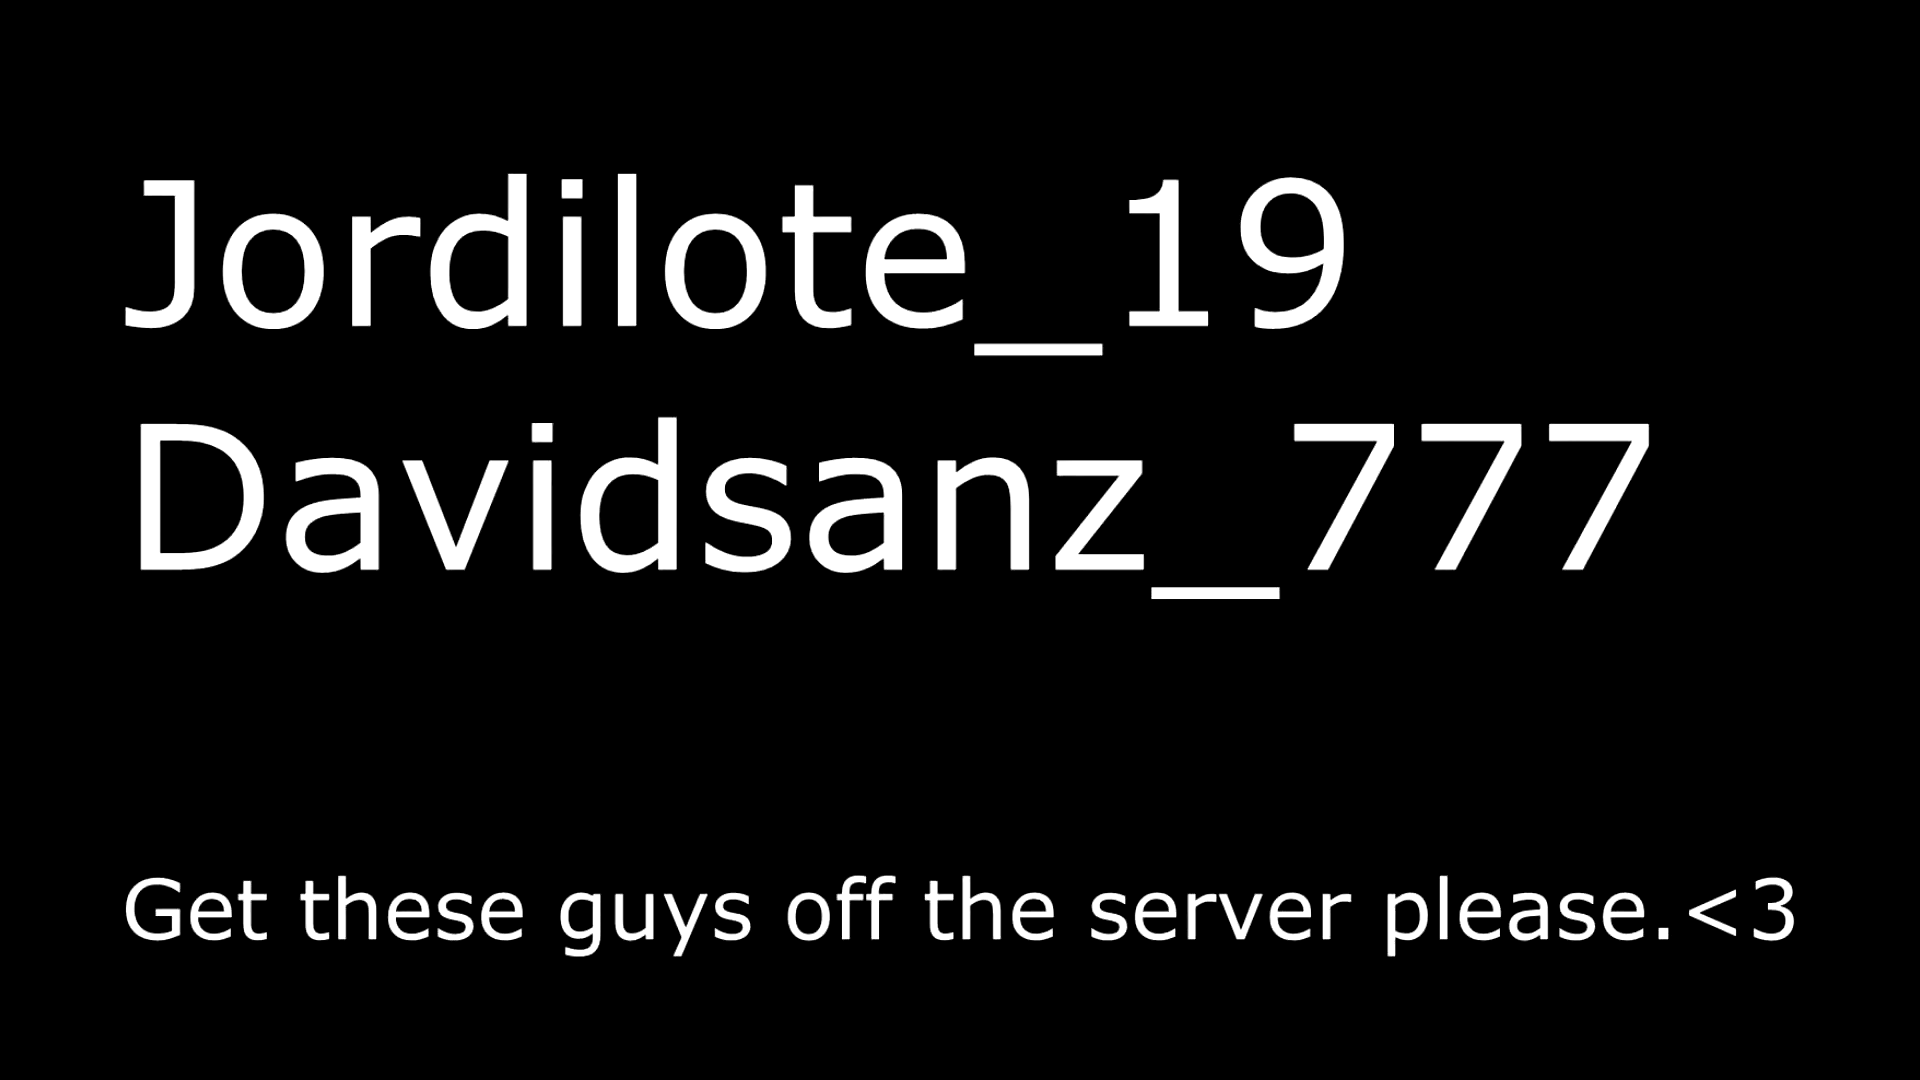 Jordilote_19
Davidsanz_777
Get these guys off the server please.<3